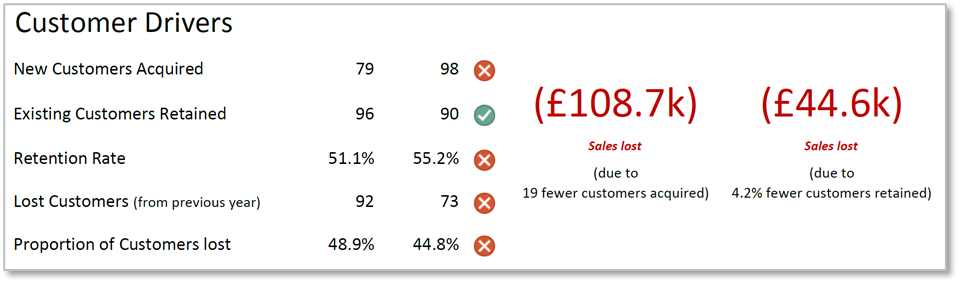 Customer Drivers
New Customers Acquired 79 98
Existing Customers Retained 96 90
Retention Rate 51.1% 55.2%
Lost Customers (from previous year) 92 73
Proportion of Customers lost 48.9% 44.8%
(£108.7k)
Sales lost
(due to
19 fewer customers acquired)
(£44.6k)
Sales lost
(due to
4.2% fewer customers retained)